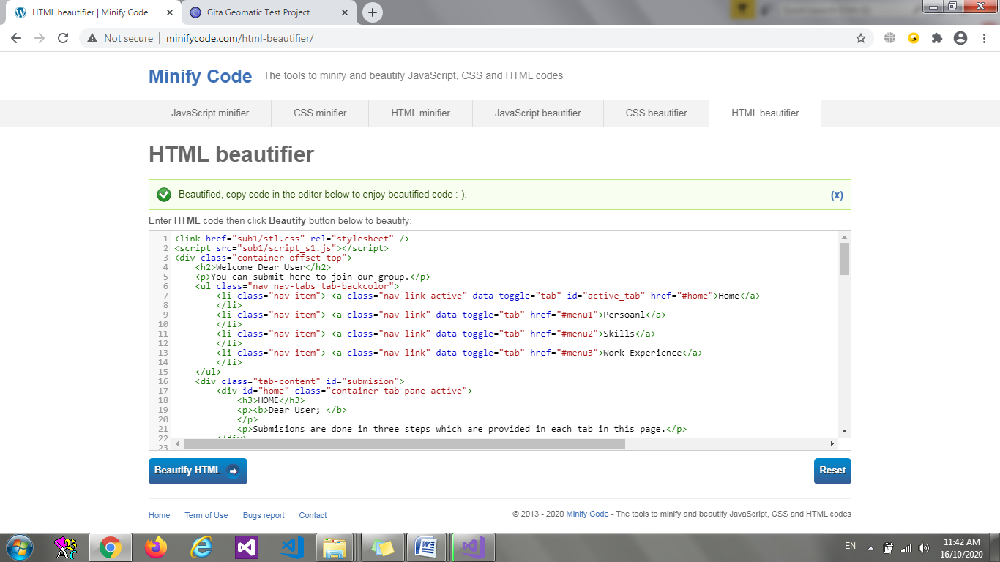 HTML beautifier | Minify Code
Gita Geomatic Test Project
Not secure | minifycode.com/html-beautifier/
Minify Code The tools to minify and beautify JavaScript, CSS and HTML codes
JavaScript minifier CSS minifier HTML minifier JavaScript beautifier CSS beautifier HTML beautifier
HTML beautifier
Beautified, copy code in the editor below to enjoy beautified code :-). (x)
Enter HTML code then click Beautify button below to beautify:
1 <link href="sub1/stl.css" rel="stylesheet" />
2 <script src="sub1/script_s1.js"></script>
3 <div class="container offset-top">
4 <h2>Welcome Dear User</h2>
5 <p>You can submit here to join our group.</p>
6 <ul class="nav nav-tabs tab-backcolor">
7 <li class="nav-item"> <a class="nav-link active" data-toggle="tab" id="active_tab" href="#home">Home</a>
8 </li>
9 <li class="nav-item"> <a class="nav-link" data-toggle="tab" href="#menu1">Persoanl</a>
10 </li>
11 <li class="nav-item"> <a class="nav-link" data-toggle="tab" href="#menu2">Skills</a>
12 </li>
13 <li class="nav-item"> <a class="nav-link" data-toggle="tab" href="#menu3">Work Experience</a>
14 </li>
15 </ul>
16 <div class="tab-content" id="submision">
17 <div id="home" class="container tab-pane active">
18 <h3>HOME</h3>
19 <p><b>Dear User; </b>
20 </p>
21 <p>Submisions are done in three steps which are provided in each tab in this page.</p>
22 </div>
23
Beautify HTML
Reset
Home Term of Use Bugs report Contact
© 2013 - 2020 Minify Code - The tools to minify and beautify JavaScript, CSS and HTML codes
EN
11:42 AM
16/10/2020